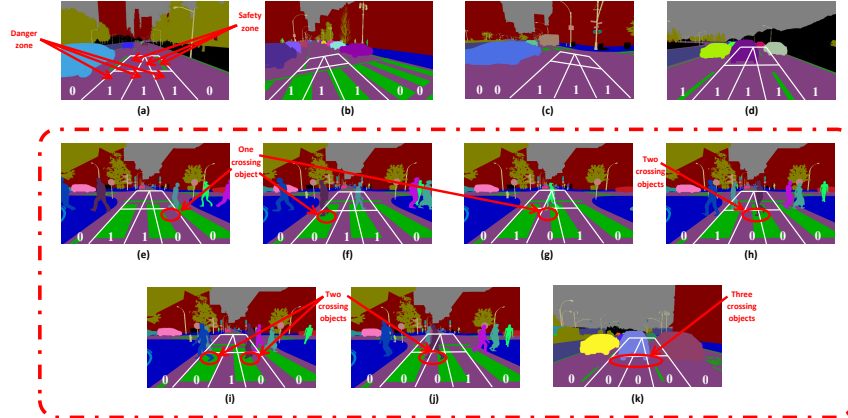 Danger
zone
Safety
zone
0 1 1 1 0
0 1 1 1
0 0 1 1 1
1 1 1 1 1
(a)
(b)
(c)
(d)
One
crossing
object
Two
crossing
objects
0 1 1 0 0
0 0 1 1 0
0 1 0 1 0
0 1 0 0 0
(e)
(f)
(g)
(h)
Two
crossing
objects
Three
crossing
objects
0 0 1 0 0
0 0 0 1 0
0 0 0 0 0
(i)
(j)
(k)